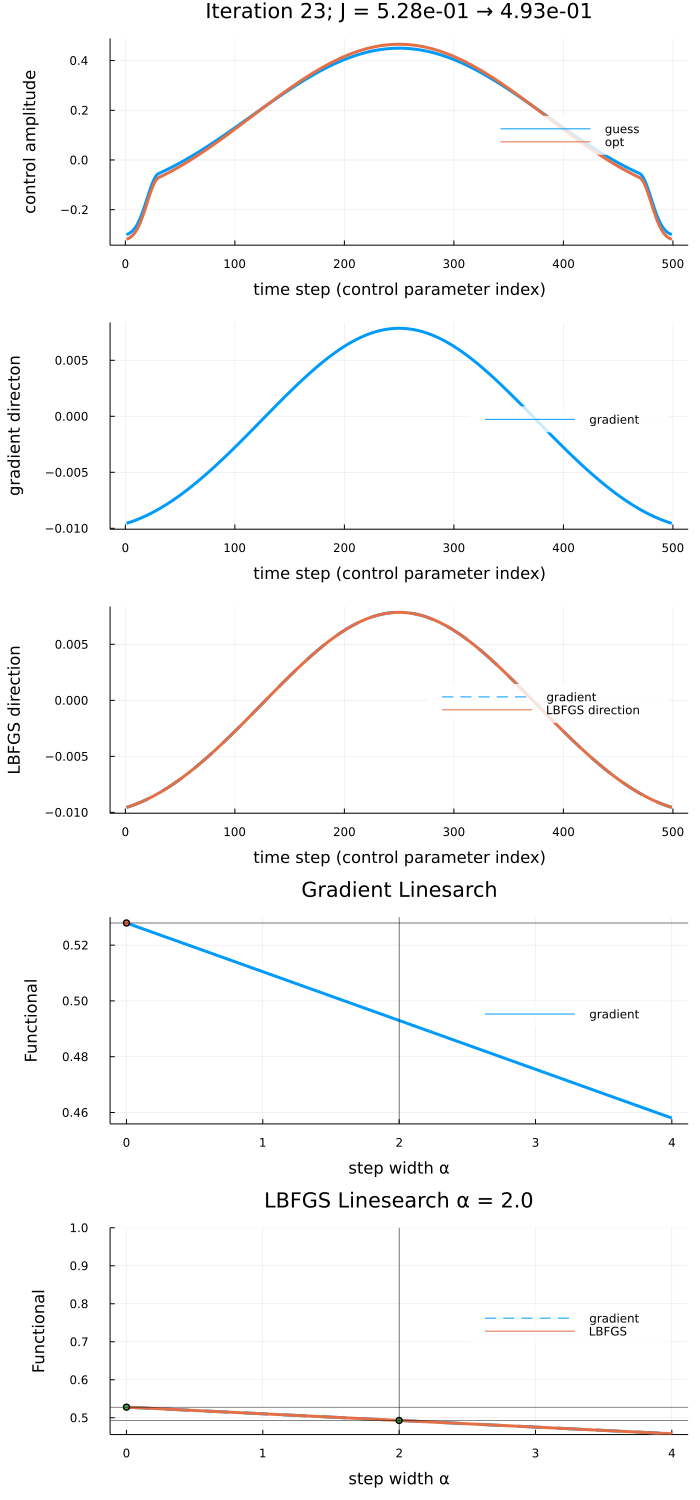 Iteration 23; J = 5.28e-01 → 4.93e-01
control amplitude
0.4
0.2
0.0
−0.2
guess
opt
0 100 200 300 400 500
time step (control parameter index)
gradient directon
0.005
0.000
−0.005
−0.010
gradient
0 100 200 300 400 500
time step (control parameter index)
LBFGS direction
0.005
0.000
−0.005
−0.010
gradient
LBFGS direction
0 100 200 300 400 500
time step (control parameter index)
Gradient Linesarch
Functional
0.52
0.50
0.48
0.46
gradient
0 1 2 3 4
step width α
LBFGS Linesearch α = 2.0
Functional
1.0
0.9
0.8
0.7
0.6
0.5
gradient
LBFGS
0 1 2 3 4
step width α